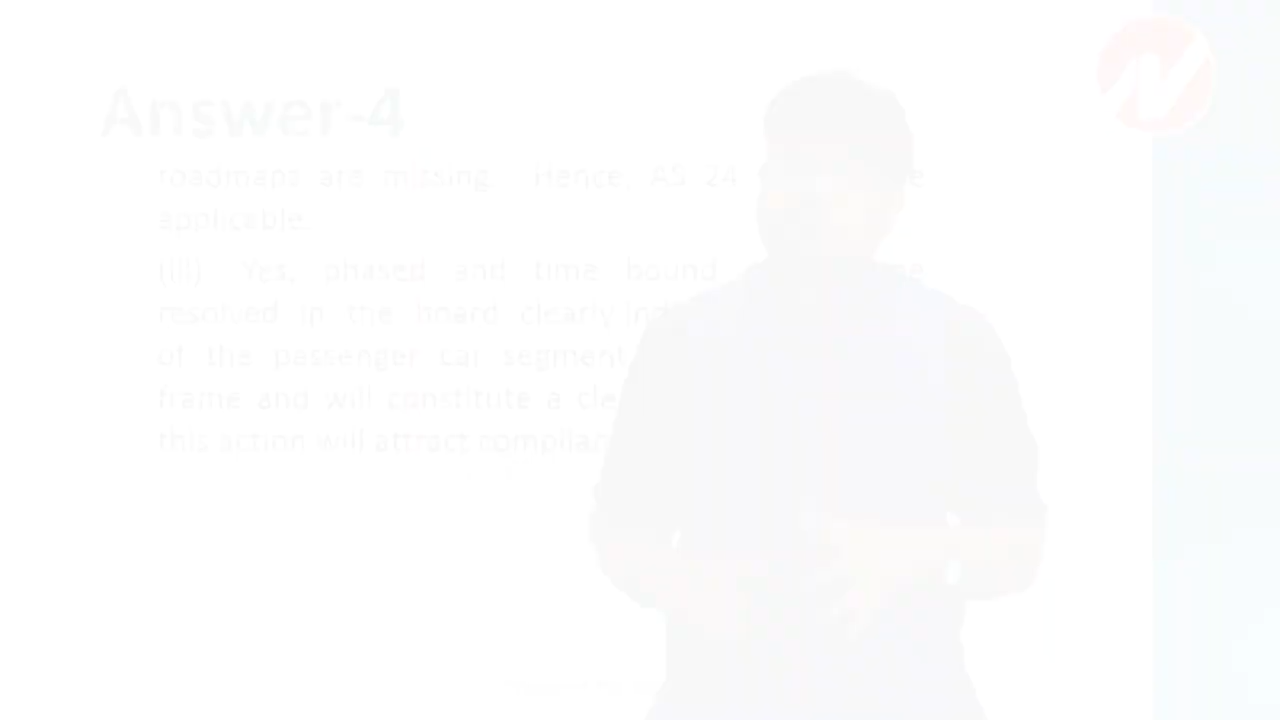 Answer-4
roadmaps are missing. Hence, AS 24
applicable.
(iii) Yes, phased and time bound
resolved in the board clearly
of the passenger car segment
frame and will constitute a
this action will attract